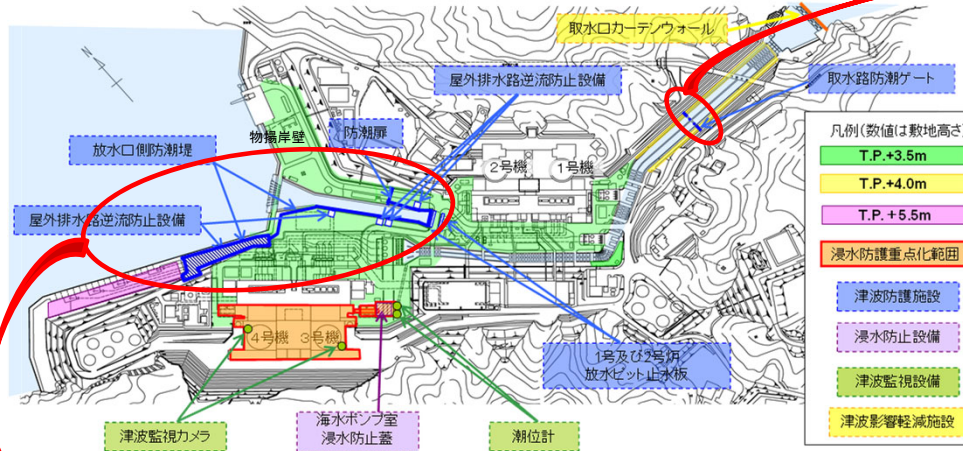 取水口カーテンウォール
屋外排水路逆流防止設備
取水路防潮ゲート
N
物揚岸壁
防潮扉
放水口側防潮堤
2号機
1号機
凡例(数値は敷地高さ)
T.P.+3.5m
T.P.+4.0m
T.P.+5.5m
屋外排水路逆流防止設備
浸水防護重点化範囲
津波防護施設
4号機
3号機
1号及び2号炉
放水ピット止水板
浸水防止設備
津波監視設備
津波監視カメラ
海水ポンプ室
浸水防止蓋
潮位計
津波影響軽減施設